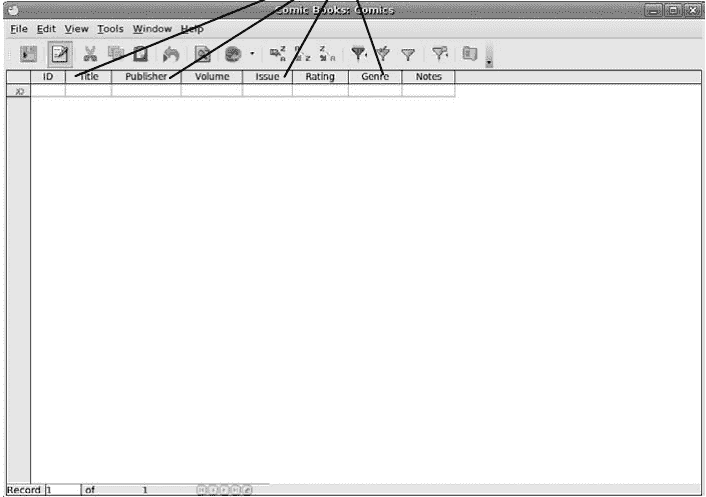 Comic Books: Comics
File Edit View Tools Window Help
ID Title Publisher Volume Issue Rating Genre Notes
Record 1 of 1